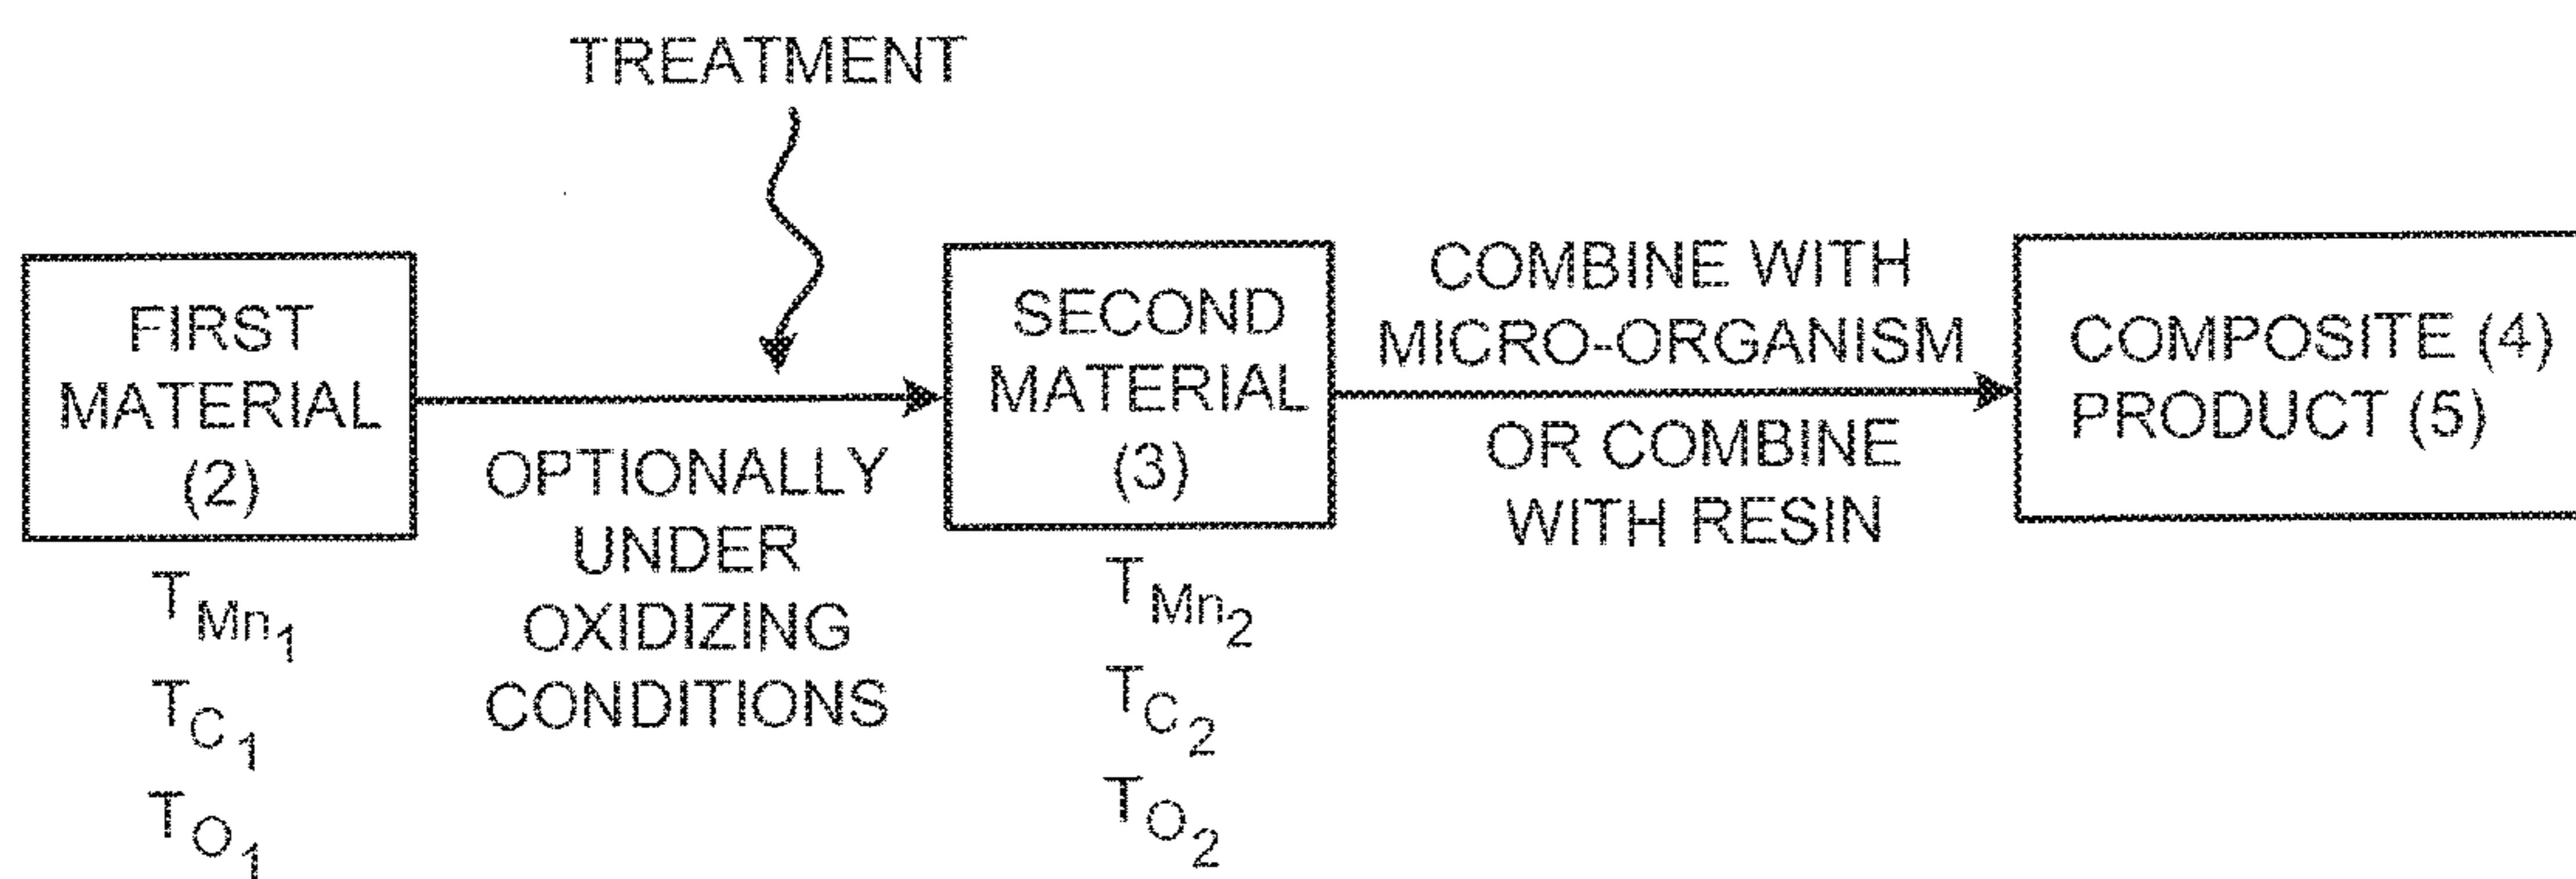 TREATMENT
FIRST
MATERIAL
(2)
OPTIONALLY
UNDER
OXIDIZING
CONDITIONS
SECOND
MATERIAL
(3)
COMBINE WITH
MICRO-ORGANISM
OR COMBINE
WITH RESIN
COMPOSITE (4)
PRODUCT (5)
TMn1
TC1
TO1
TMn2
TC2
TO2